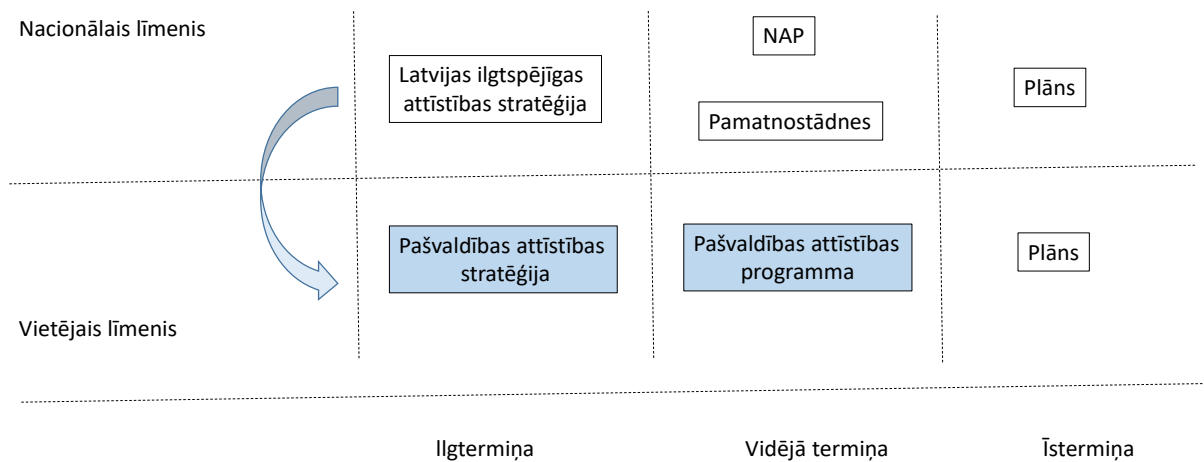 Nacionālais līmenis
NAP
Latvijas ilgtspējīgas
attīstības stratēģija
Plāns
Pamatnostādnes
Pašvaldības attīstības
stratēģija
Pašvaldības attīstības
programma
Plāns
Vietējais līmenis
Ilgtermiņa
Vidējā termiņa
Īstermiņa